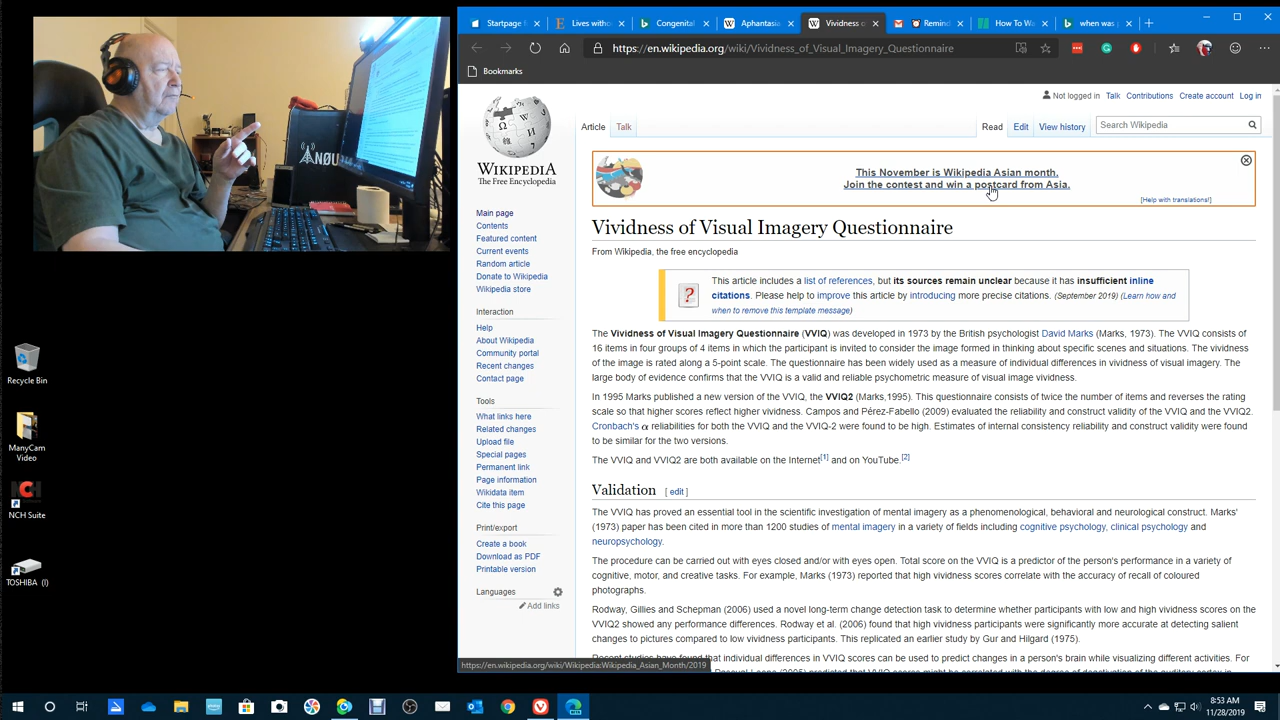 Startpage
Lives witho
Congenital
Aphantasia
Vividness o
Remind
How To Wa
when was
https://en.wikipedia.org/wiki/Vividness_of_Visual_Imagery_Questionnaire
Bookmarks
Not logged in Talk Contributions Create account Log in
Article Talk Read Edit View history Search Wikipedia
WIKIPEDIA
The Free Encyclopedia
This November is Wikipedia Asian month.
Join the contest and win a postcard from Asia.
[Help with translations!]
Main page
Contents
Featured content
Current events
Random article
Donate to Wikipedia
Wikipedia store
Interaction
Help
About Wikipedia
Community portal
Recent changes
Contact page
Tools
What links here
Related changes
Upload file
Special pages
Permanent link
Page information
Wikidata item
Cite this page
Print/export
Create a book
Download as PDF
Printable version
Languages
Add links
Vividness of Visual Imagery Questionnaire
From Wikipedia, the free encyclopedia
This article includes a list of references, but its sources remain unclear because it has insufficient inline
citations. Please help to improve this article by introducing more precise citations. (September 2019) (Learn how and
when to remove this template message)
The Vividness of Visual Imagery Questionnaire (VVIQ) was developed in 1973 by the British psychologist David Marks (Marks, 1973). The VVIQ consists of
16 items in four groups of 4 items in which the participant is invited to consider the image formed in thinking about specific scenes and situations. The vividness
of the image is rated along a 5-point scale. The questionnaire has been widely used as a measure of individual differences in vividness of visual imagery. The
large body of evidence confirms that the VVIQ is a valid and reliable psychometric measure of visual image vividness.
In 1995 Marks published a new version of the VVIQ, the VVIQ2 (Marks,1995). This questionnaire consists of twice the number of items and reverses the rating
scale so that higher scores reflect higher vividness. Campos and Pérez-Fabello (2009) evaluated the reliability and construct validity of the VVIQ and the VVIQ2.
Cronbach's α reliabilities for both the VVIQ and the VVIQ-2 were found to be high. Estimates of internal consistency reliability and construct validity were found
to be similar for the two versions.
The VVIQ and VVIQ2 are both available on the Internet[1] and on YouTube.[2]
Validation [ edit ]
The VVIQ has proved an essential tool in the scientific investigation of mental imagery as a phenomenological, behavioral and neurological construct. Marks'
(1973) paper has been cited in more than 1200 studies of mental imagery in a variety of fields including cognitive psychology, clinical psychology and
neuropsychology.
The procedure can be carried out with eyes closed and/or with eyes open. Total score on the VVIQ is a predictor of the person's performance in a variety of
cognitive, motor, and creative tasks. For example, Marks (1973) reported that high vividness scores correlate with the accuracy of recall of coloured
photographs.
Rodway, Gillies and Schepman (2006) used a novel long-term change detection task to determine whether participants with low and high vividness scores on the
VVIQ2 showed any performance differences. Rodway et al. (2006) found that high vividness participants were significantly more accurate at detecting salient
changes to pictures compared to low vividness participants. This replicated an earlier study by Gur and Hilgard (1975).
Recent studies have found that individual differences in VVIQ scores can be used to predict changes in a person's brain while visualizing different activities. For
https://en.wikipedia.org/wiki/Wikipedia:Wikipedia_Asian_Month/2019
Recycle Bin
ManyCam
Video
NCH
NCH Suite
TOSHIBA (I)
8:53 AM
11/28/2019